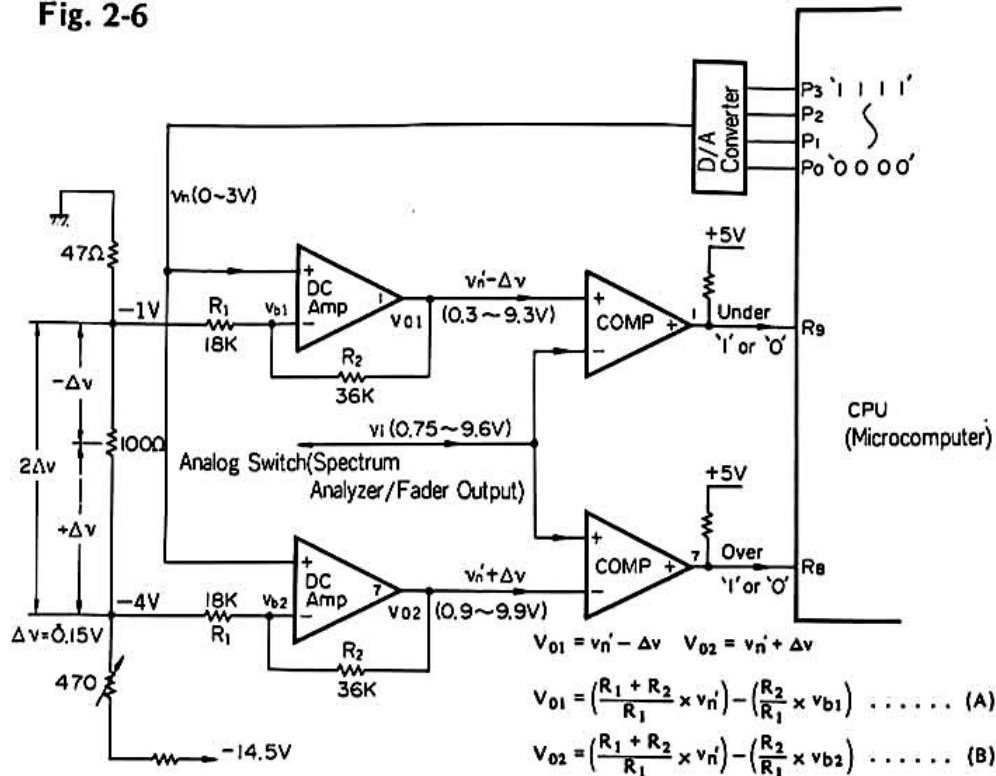 Fig. 2-6
P3 '1 1 1 1'
P2
P1
P0 '0 0 0 0'
D/A
Converter
vn(0~3V)
+5V
47Ω
-1V
R1
18K
vb1
+
DC
Amp
-
1
V01
R2
36K
vn'-Δv
(0.3~9.3V)
+
COMP
-
+
1
Under
'1' or '0'
R9
-Δv
100Ω
2Δv
+Δv
vi (0.75~9.6V)
Analog Switch(Spectrum
Analyzer/Fader Output)
CPU
(Microcomputer)
+5V
+
DC
Amp
-
7
V02
vn'+Δv
(0.9~9.9V)
+
COMP
-
+
7
Over
'1' or '0'
R8
-4V
18K
R1
vb2
R2
36K
Δv=0.15V
470
-14.5V
V01 = vn' - Δv V02 = vn' + Δv
V01 = (R1 + R2 / R1 × vn') - (R2 / R1 × vb1) ...... (A)
V02 = (R1 + R2 / R1 × vn') - (R2 / R1 × vb2) ...... (B)